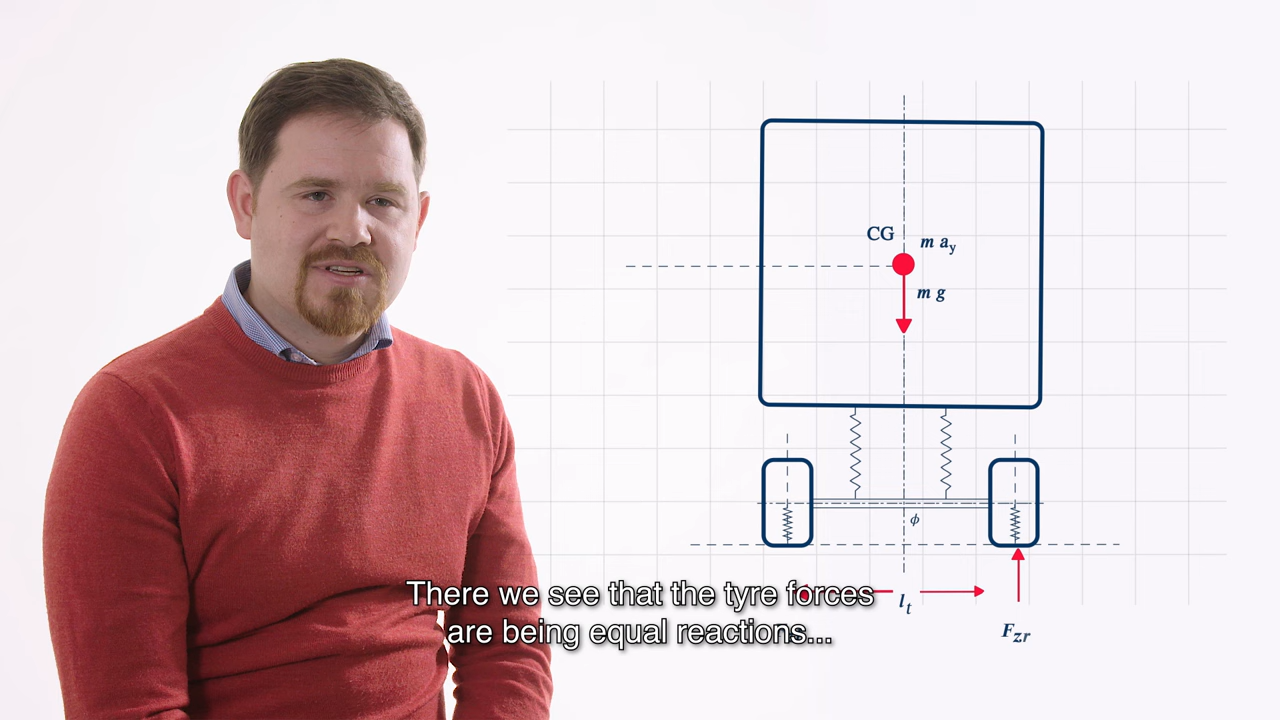 CG
m a_y
m g
ϕ
There we see that the tyre forces
l_t
are being equal reactions...
F_zr